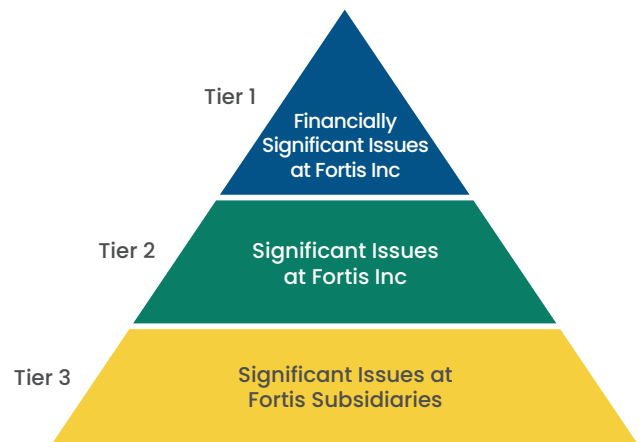 Tier 1
Financially
Significant Issues
at Fortis Inc
Tier 2
Significant Issues
at Fortis Inc
Tier 3
Significant Issues at
Fortis Subsidiaries